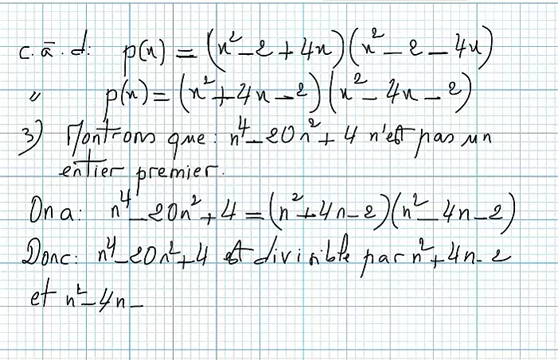 c.ā.d: p(x) = (x² - 2 + 4x)(x² - 2 - 4x)
〃 p(x) = (x² + 4x - 2)(x² - 4x - 2)
3) Montrons que: n⁴ - 20n² + 4 n'est pas un
entier premier.
On a: n⁴ - 20n² + 4 = (n² + 4n - 2)(n² - 4n - 2)
Donc: n⁴ - 20n² + 4 est divisible par n² + 4n - 2
et n² - 4n -